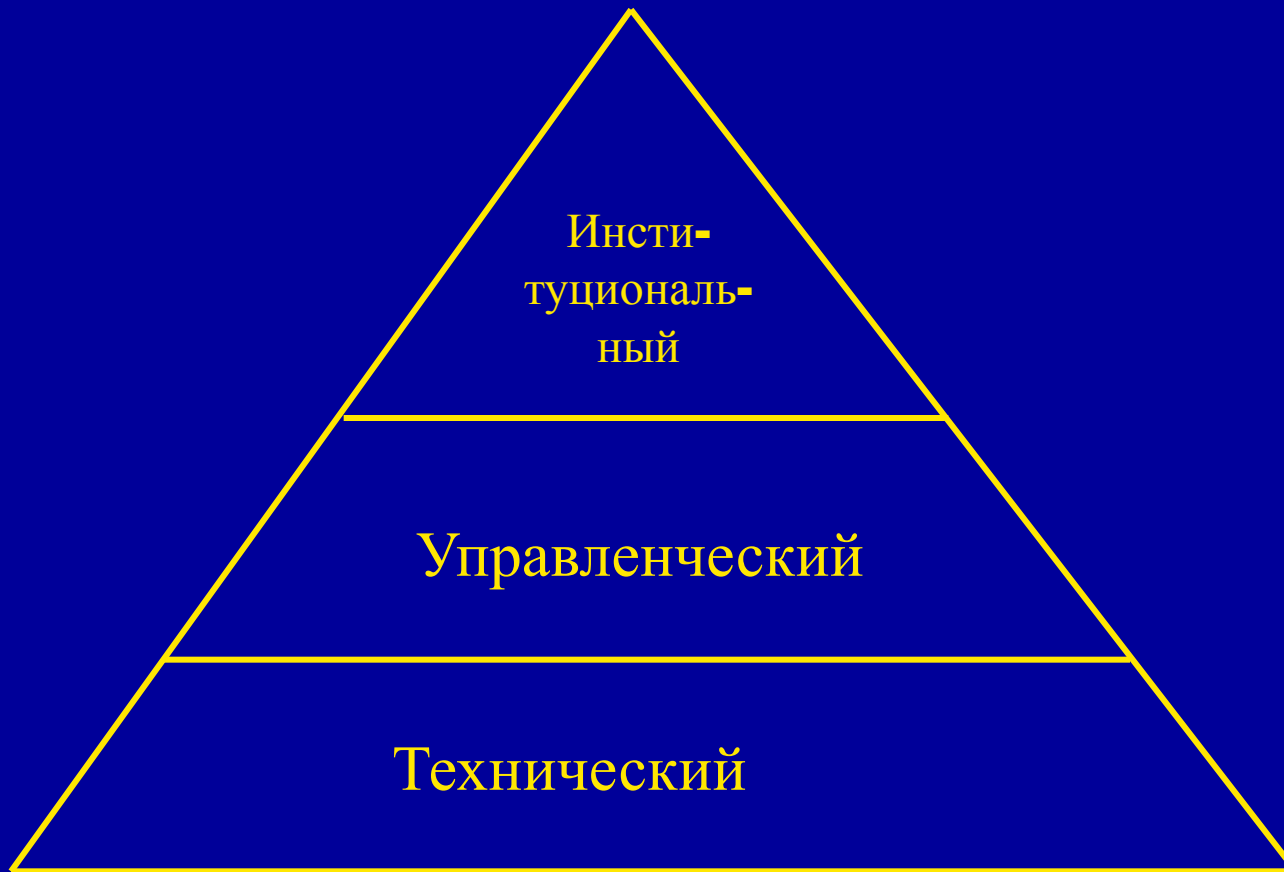 Инсти-
туциональ-
ный
Управленческий
Технический